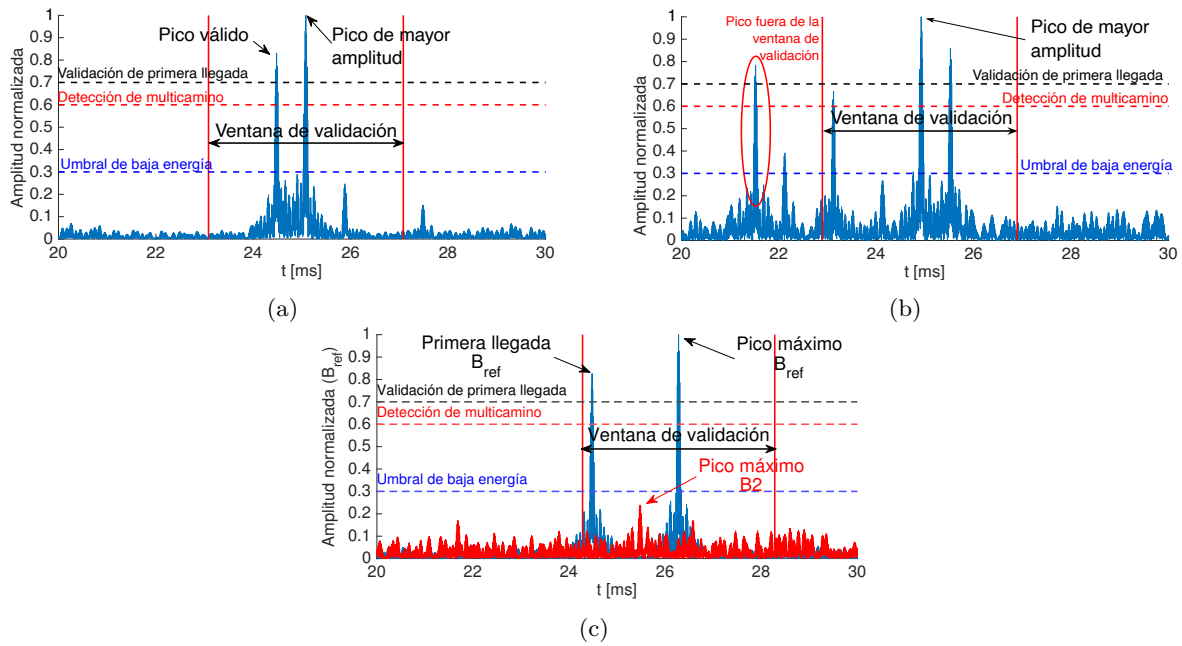 Amplitud normalizada
1
0.9
0.8
0.7
0.6
0.5
0.4
0.3
0.2
0.1
0
Pico válido
Pico de mayor
amplitud
Validación de primera llegada
Detección de multicamino
Ventana de validación
Umbral de baja energía
20
22
24
26
28
30
t [ms]
(a)
Amplitud normalizada
1
0.9
0.8
0.7
0.6
0.5
0.4
0.3
0.2
0.1
0
Pico fuera de la
ventana de
validación
Pico de mayor
amplitud
Validación de primera llegada
Detección de multicamino
Ventana de validación
Umbral de baja energía
20
22
24
26
28
30
t [ms]
(b)
Amplitud normalizada (B_ref)
1
0.9
0.8
0.7
0.6
0.5
0.4
0.3
0.2
0.1
0
Primera llegada
B_ref
Pico máximo
B_ref
Validación de primera llegada
Detección de multicamino
Ventana de validación
Pico máximo
B2
Umbral de baja energía
20
22
24
26
28
30
t [ms]
(c)